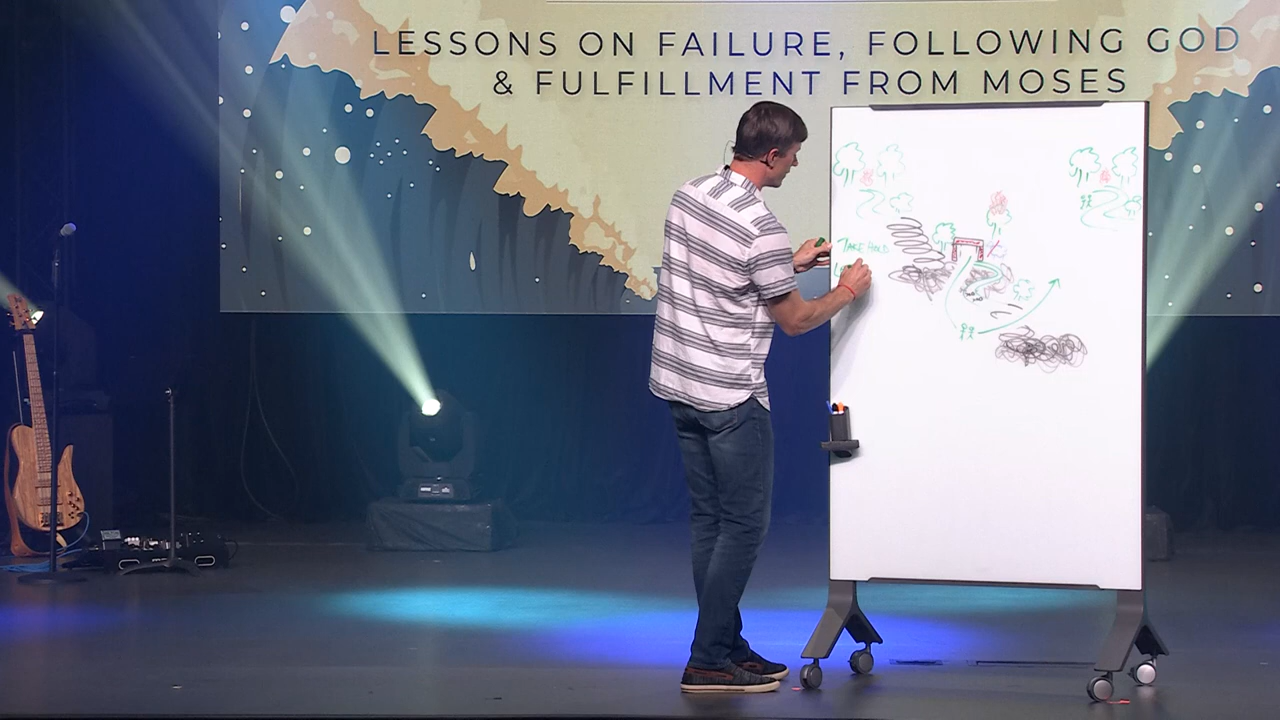 LESSONS ON FAILURE, FOLLOWING GOD
& FULFILLMENT FROM MOSES
TAKE HOLD